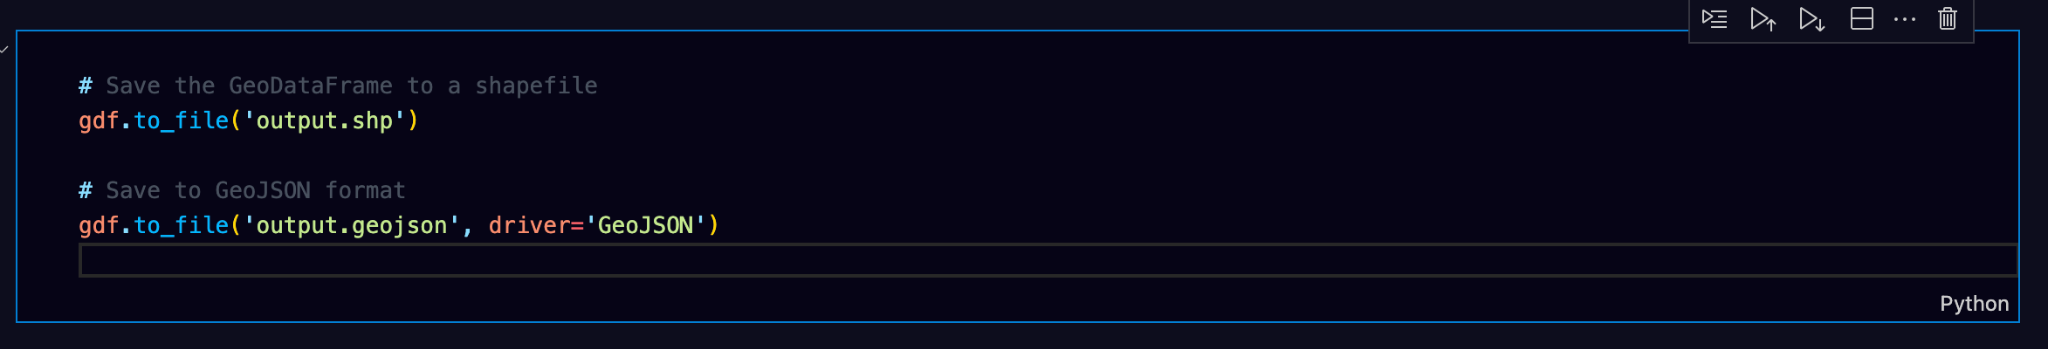 # Save the GeoDataFrame to a shapefile
gdf.to_file('output.shp')
# Save to GeoJSON format
gdf.to_file('output.geojson', driver='GeoJSON')
Python